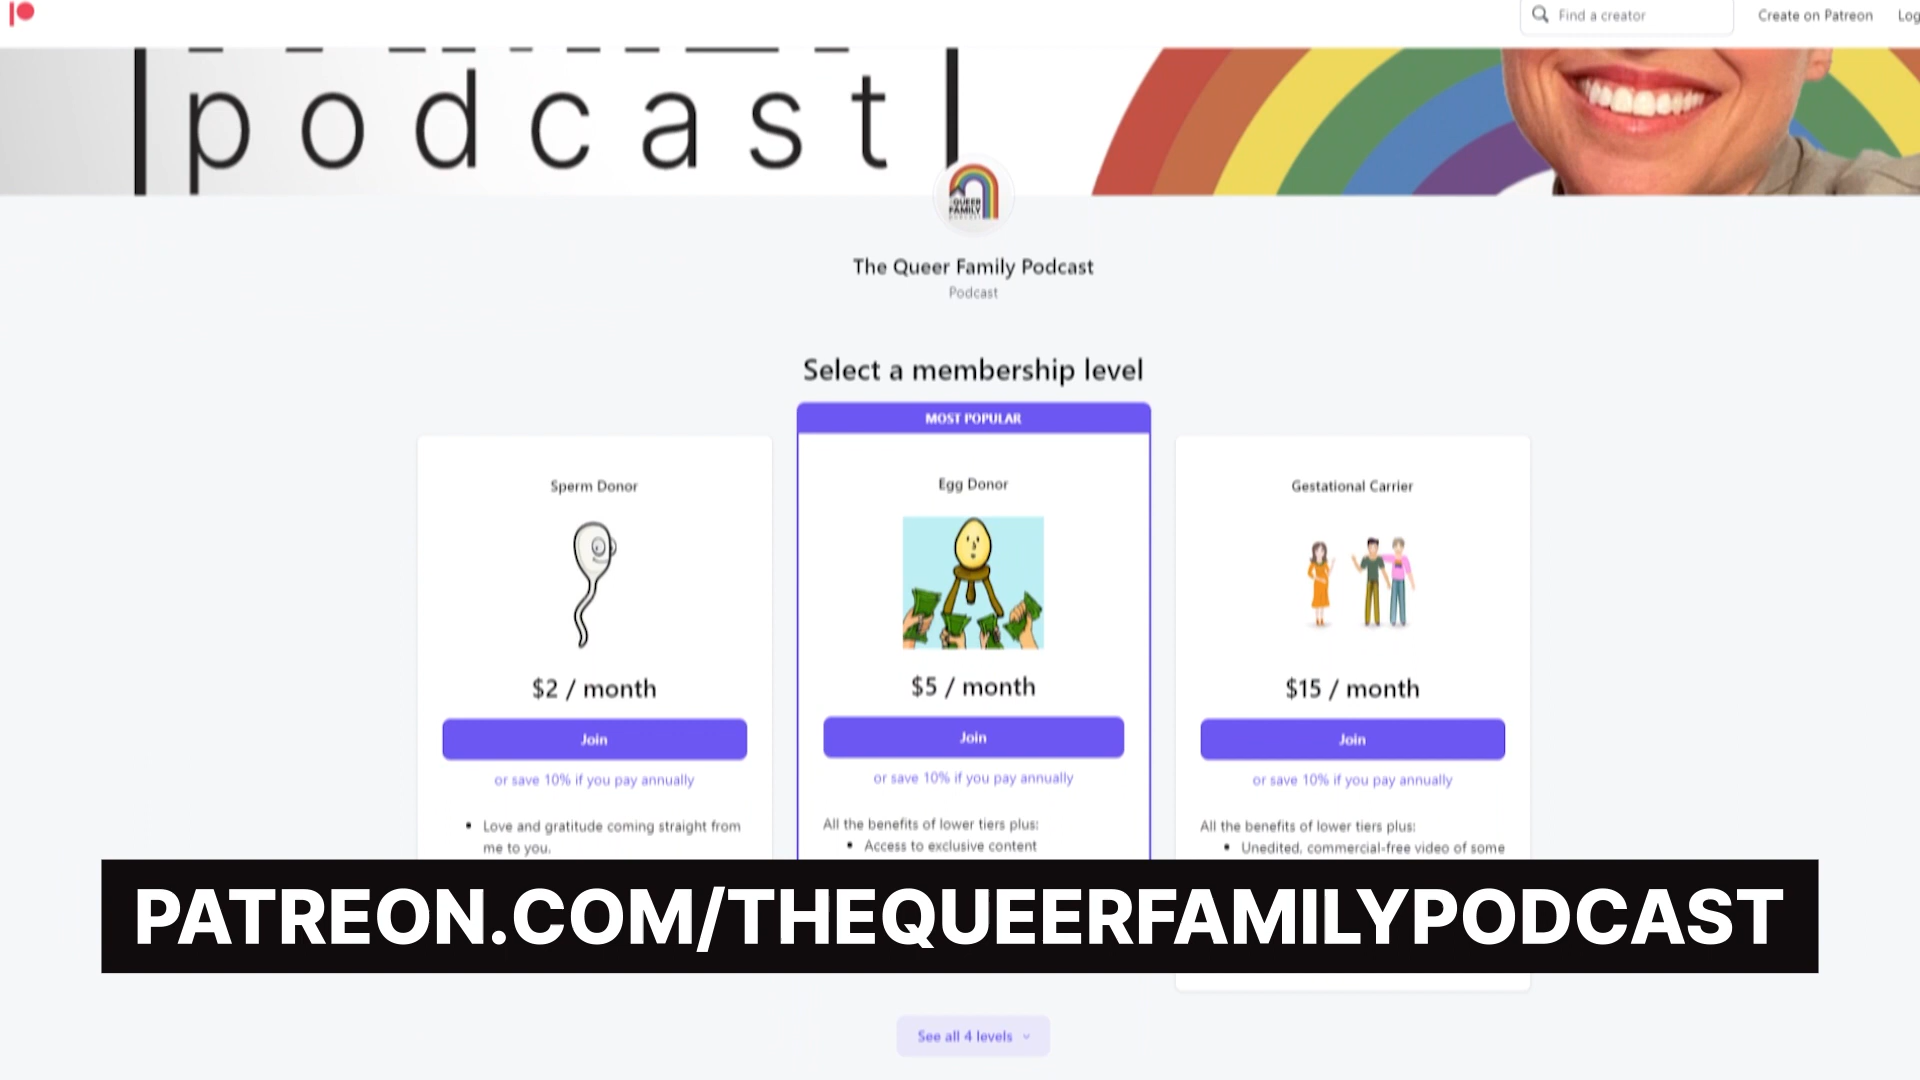 Find a creator
Create on Patreon
Log
podcast
QUEER
FAMILY
The Queer Family Podcast
Podcast
Select a membership level
MOST POPULAR
Sperm Donor
Egg Donor
Gestational Carrier
$2 / month
$5 / month
$15 / month
Join
Join
Join
or save 10% if you pay annually
or save 10% if you pay annually
or save 10% if you pay annually
• Love and gratitude coming straight from
me to you.
All the benefits of lower tiers plus:
• Access to exclusive content
All the benefits of lower tiers plus:
• Unedited, commercial-free video of some
PATREON.COM/THEQUEERFAMILYPODCAST
See all 4 levels